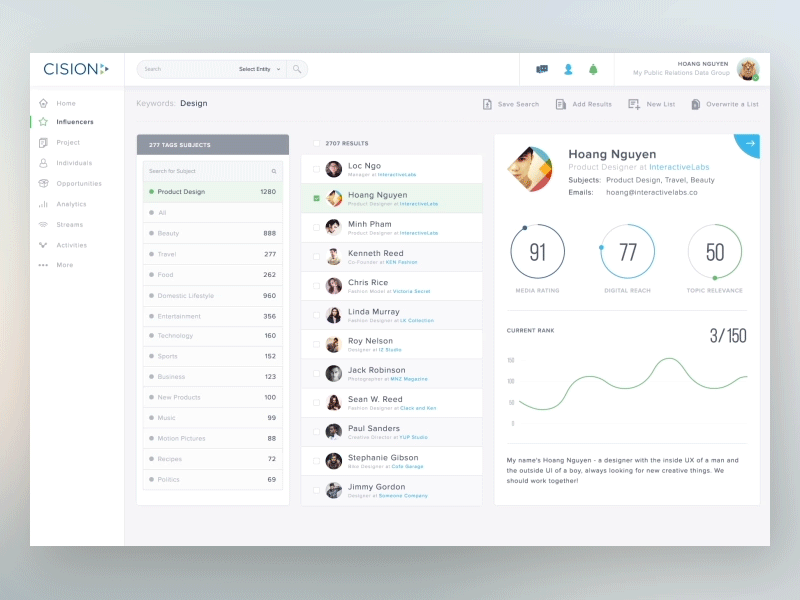 CISION
Search
Select Entity
HOANG NGUYEN
My Public Relations Data Group
Home
Influencers
Project
Individuals
Opportunities
Analytics
Streams
Activities
More
Keywords: Design
Save Search
Add Results
New List
Overwrite a List
277 TAGS SUBJECTS
Search for Subject
Product Design 1280
All
Beauty 888
Travel 277
Food 262
Domestic Lifestyle 960
Entertainment 356
Technology 160
Sports 152
Business 123
New Products 100
Music 99
Motion Pictures 88
Recipes 72
Politics 69
2707 RESULTS
Loc Ngo
Manager at InteractiveLabs
Hoang Nguyen
Product Designer at InteractiveLabs
Minh Pham
Product Designer at InteractiveLabs
Kenneth Reed
Co-Founder at KEN Fashion
Chris Rice
Fashion Model at Victoria Secret
Linda Murray
Fashion Designer at LK Collection
Roy Nelson
Designer at IZ Studio
Jack Robinson
Photographer at MNZ Magazine
Sean W. Reed
Fashion Designer at Clack and Ken
Paul Sanders
Creative Director at YUP Studio
Stephanie Gibson
Bike Designer at Cafe Garage
Jimmy Gordon
Designer at Someone Company
Hoang Nguyen
Product Designer at InteractiveLabs
Subjects: Product Design, Travel, Beauty
Emails: hoang@interactivelabs.co
91
77
50
MEDIA RATING
DIGITAL REACH
TOPIC RELEVANCE
CURRENT RANK
3/150
150
100
50
0
My name's Hoang Nguyen - a designer with the inside UX of a man and
the outside UI of a boy, always looking for new creative things. We
should work together!